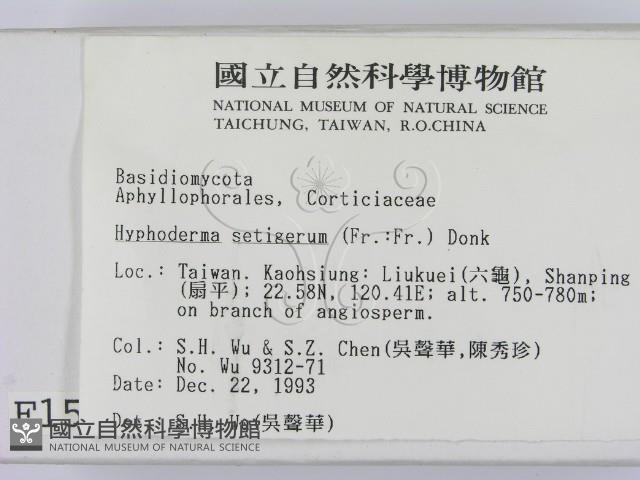 國立自然科學博物館
NATIONAL MUSEUM OF NATURAL SCIENCE
TAICHUNG, TAIWAN, R.O.CHINA
Basidiomycota
Aphyllophorales, Corticiaceae
Hyphoderma setigerum (Fr.:Fr.) Donk
Loc.: Taiwan. Kaohsiung: Liukuei(六龜), Shanping
(扇平); 22.58N, 120.41E; alt. 750-780m;
on branch of angiosperm.
Col.: S.H. Wu & S.Z. Chen(吳聲華,陳秀珍)
No. Wu 9312-71
Date: Dec. 22, 1993
(吳聲華)
國立自然科學博物館
NATIONAL MUSEUM OF NATURAL SCIENCE